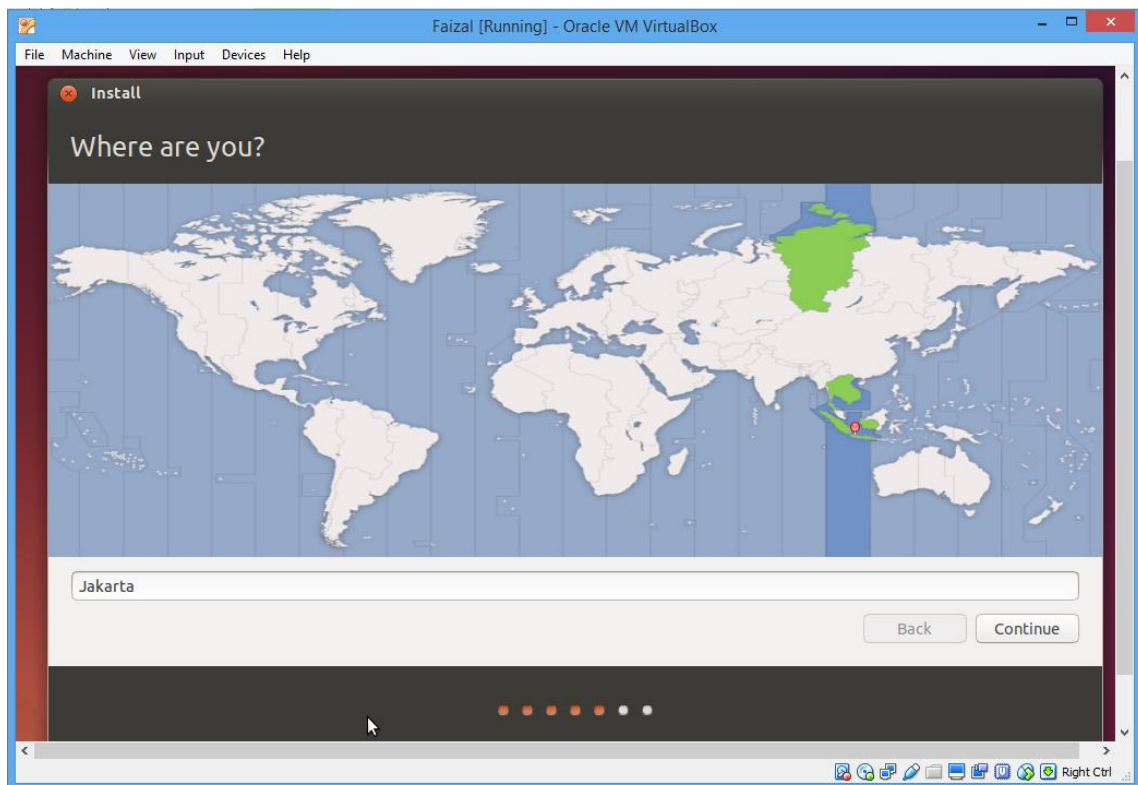 Faizal [Running] - Oracle VM VirtualBox
File Machine View Input Devices Help
Install
Where are you?
Jakarta
Back Continue
Right Ctrl